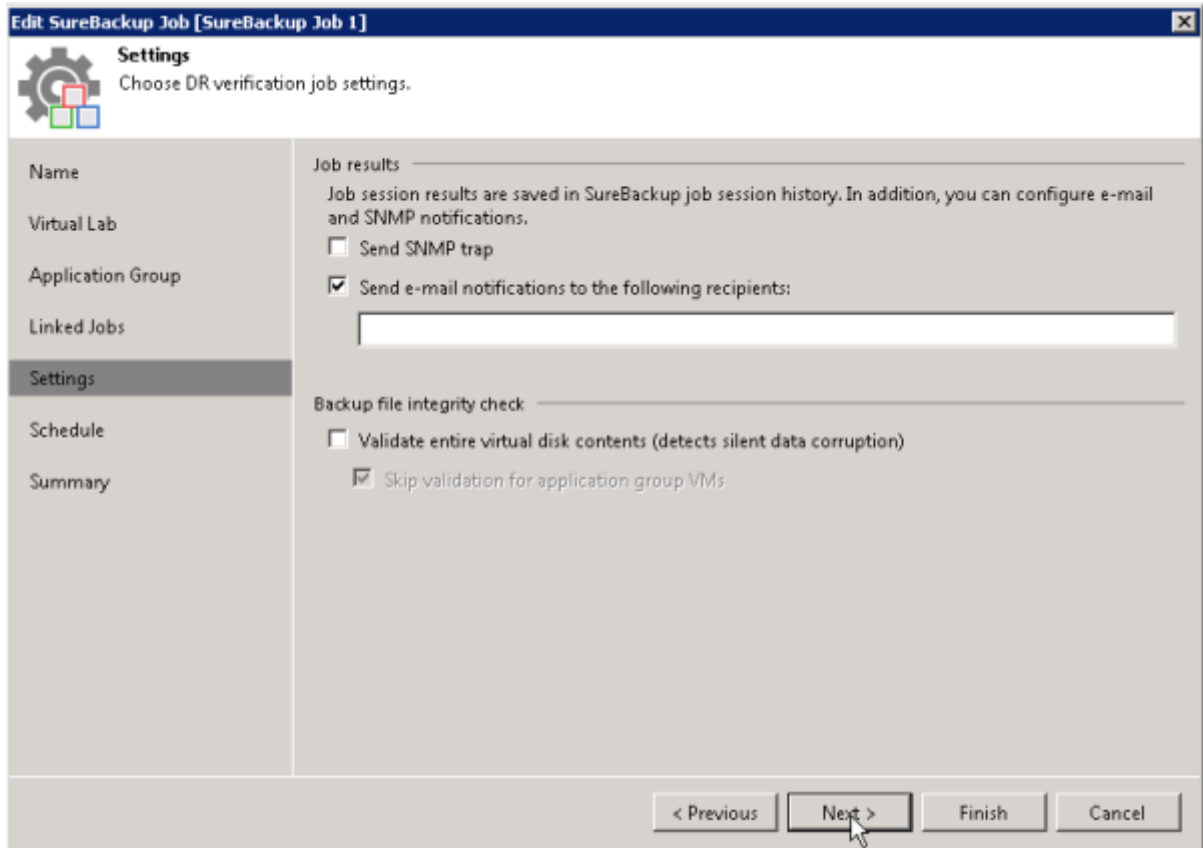 Edit SureBackup Job [SureBackup Job 1]
Settings
Choose DR verification job settings.
Name
Virtual Lab
Application Group
Linked Jobs
Settings
Schedule
Summary
Job results
Job session results are saved in SureBackup job session history. In addition, you can configure e-mail
and SNMP notifications.
Send SNMP trap
Send e-mail notifications to the following recipients:
Backup file integrity check
Validate entire virtual disk contents (detects silent data corruption)
Skip validation for application group VMs
< Previous
Next >
Finish
Cancel